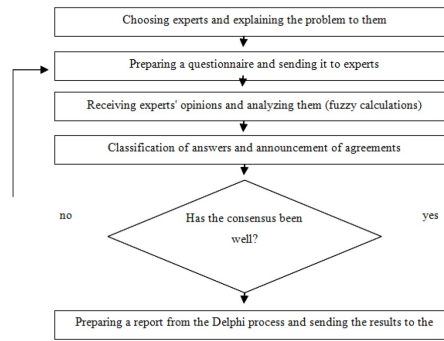 Choosing experts and explaining the problem to them
Preparing a questionnaire and sending it to experts
Receiving experts' opinions and analyzing them (fuzzy calculations)
Classification of answers and announcement of agreements
no
Has the consensus been
well?
yes
Preparing a report from the Delphi process and sending the results to the